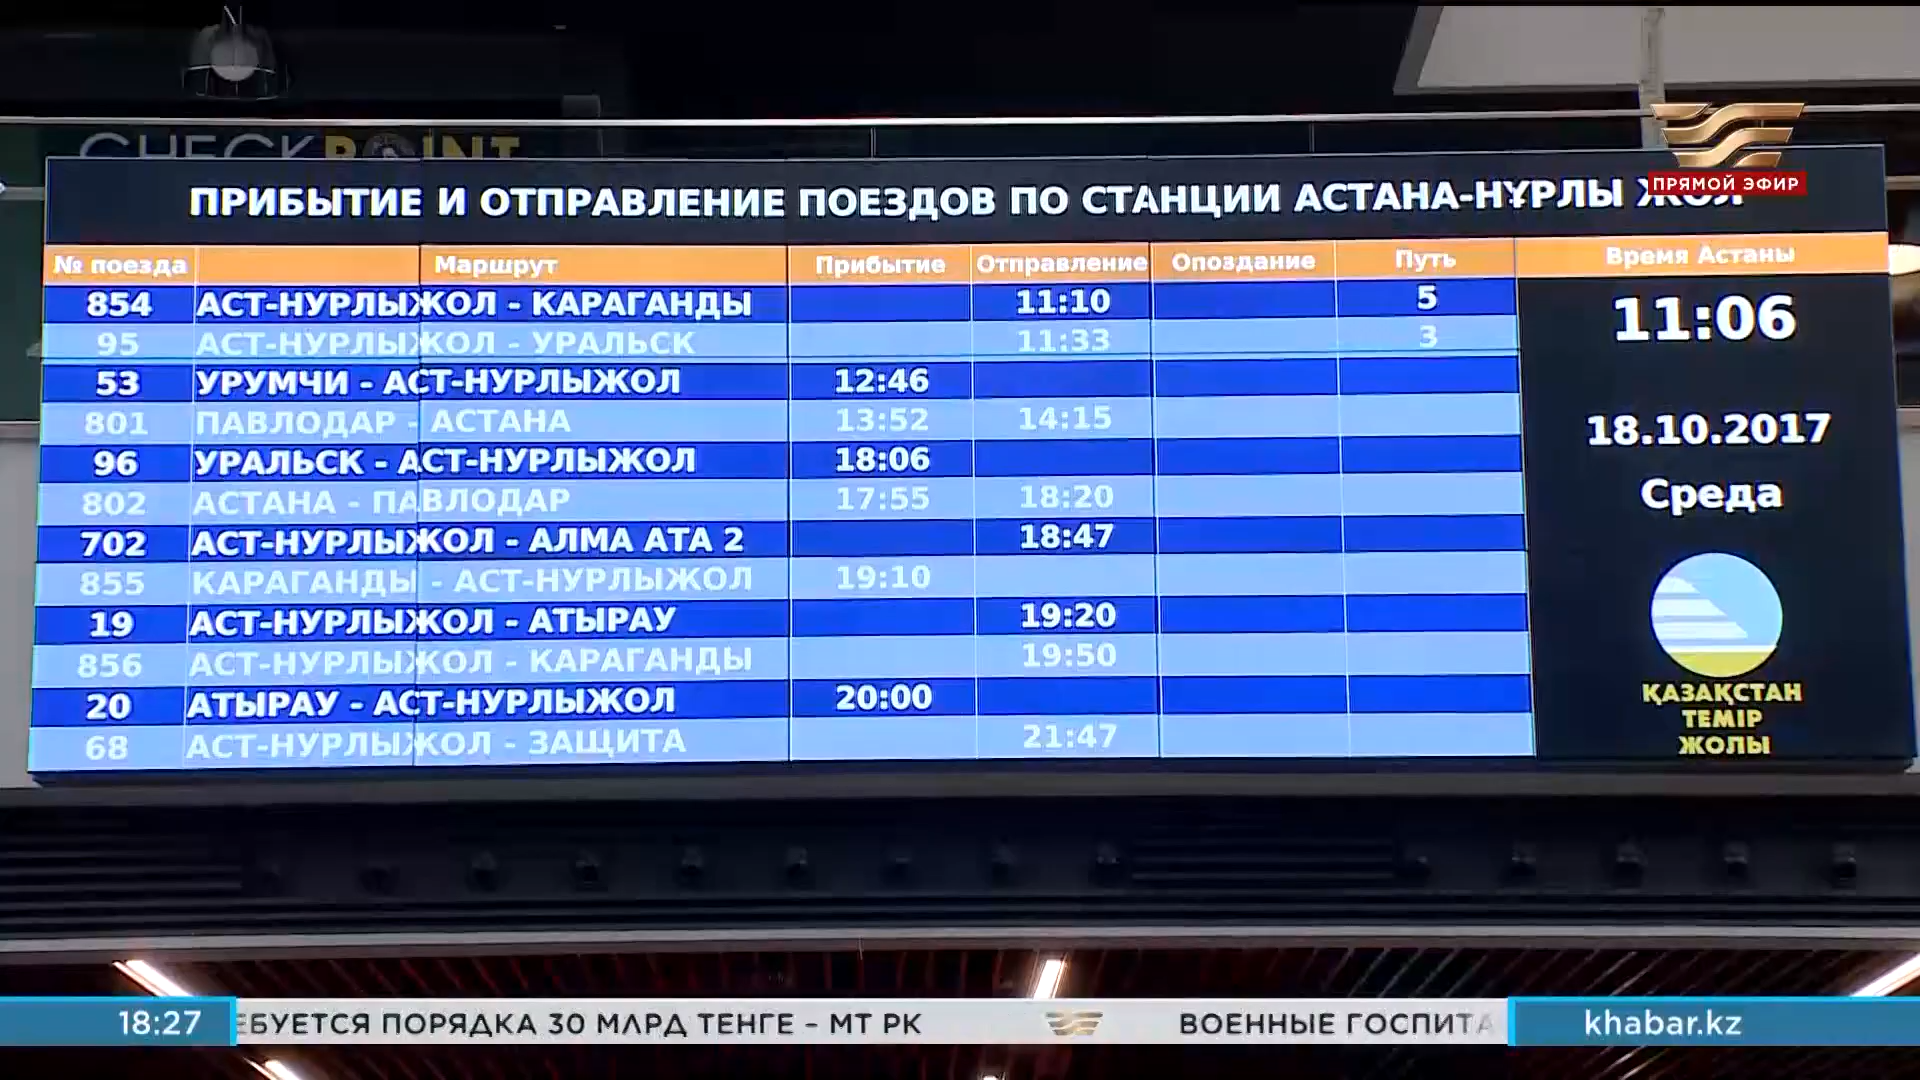 CHECKPOINT
ПРЯМОЙ ЭФИР
ПРИБЫТИЕ И ОТПРАВЛЕНИЕ ПОЕЗДОВ ПО СТАНЦИИ АСТАНА-НҰРЛЫ ЖОЛ
№ поезда Маршрут Прибытие Отправление Опоздание Путь Время Астаны
854 АСТ-НУРЛЫЖОЛ - КАРАГАНДЫ 11:10 5
95 АСТ-НУРЛЫЖОЛ - УРАЛЬСК 11:33 3
53 УРУМЧИ - АСТ-НУРЛЫЖОЛ 12:46
801 ПАВЛОДАР - АСТАНА 13:52 14:15
96 УРАЛЬСК - АСТ-НУРЛЫЖОЛ 18:06
802 АСТАНА - ПАВЛОДАР 17:55 18:20
702 АСТ-НУРЛЫЖОЛ - АЛМА АТА 2 18:47
855 КАРАГАНДЫ - АСТ-НУРЛЫЖОЛ 19:10
19 АСТ-НУРЛЫЖОЛ - АТЫРАУ 19:20
856 АСТ-НУРЛЫЖОЛ - КАРАГАНДЫ 19:50
20 АТЫРАУ - АСТ-НУРЛЫЖОЛ 20:00
68 АСТ-НУРЛЫЖОЛ - ЗАЩИТА 21:47
11:06
18.10.2017
Среда
ҚАЗАҚСТАН
ТЕМІР
ЖОЛЫ
18:27 ЕБУЕТСЯ ПОРЯДКА 30 МЛРД ТЕНГЕ – МТ РК ВОЕННЫЕ ГОСПИТА khabar.kz